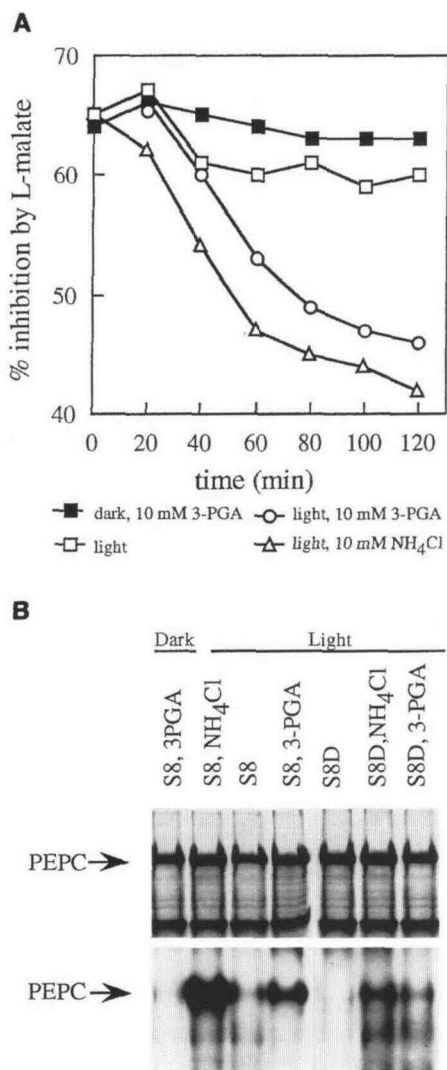 A
% inhibition by L-malate
70
60
50
40
0 20 40 60 80 100 120
time (min)
dark, 10 mM 3-PGA
light, 10 mM 3-PGA
light
light, 10 mM NH4Cl
B
Dark Light
S8, 3PGA
S8, NH4Cl
S8
S8, 3-PGA
S8D
S8D,NH4Cl
S8D, 3-PGA
PEPC
PEPC